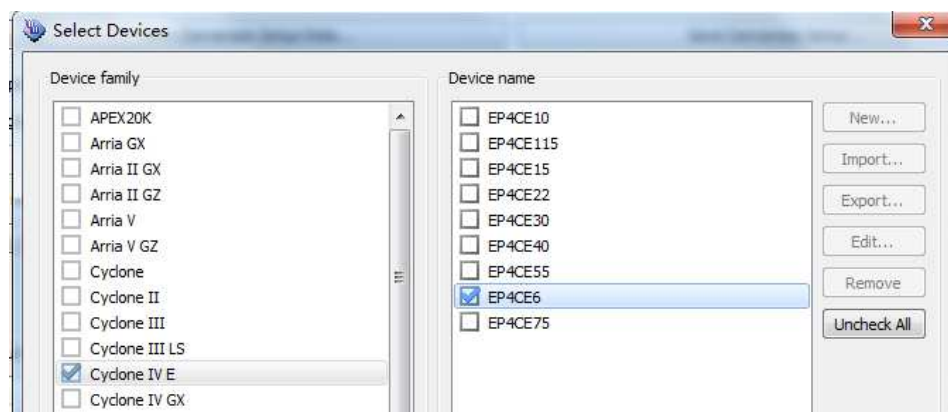 Select Devices
Device family
APEX20K
Arria GX
Arria II GX
Arria II GZ
Arria V
Arria V GZ
Cyclone
Cyclone II
Cyclone III
Cyclone III LS
Cyclone IV E
Cyclone IV GX
Device name
EP4CE10
EP4CE115
EP4CE15
EP4CE22
EP4CE30
EP4CE40
EP4CE55
EP4CE6
EP4CE75
New...
Import...
Export...
Edit...
Remove
Uncheck All